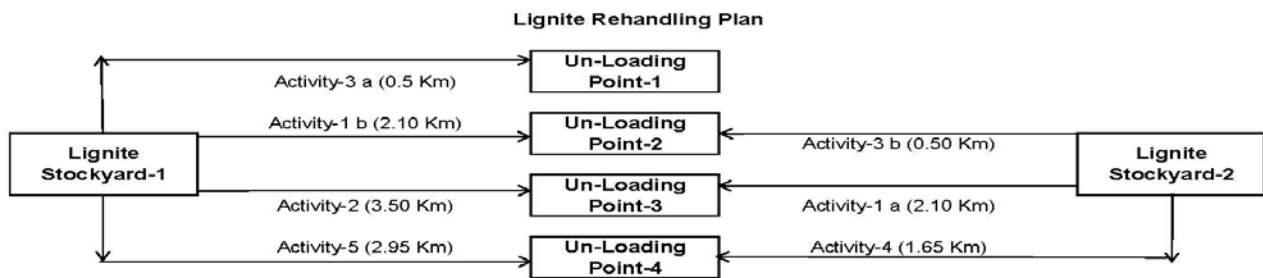 Lignite Rehandling Plan
Un-Loading
Point-1
Activity-3 a (0.5 Km)
Activity-1 b (2.10 Km)
Un-Loading
Point-2
Activity-3 b (0.50 Km)
Lignite
Stockyard-1
Lignite
Stockyard-2
Un-Loading
Point-3
Activity-2 (3.50 Km)
Activity-1 a (2.10 Km)
Activity-5 (2.95 Km)
Un-Loading
Point-4
Activity-4 (1.65 Km)